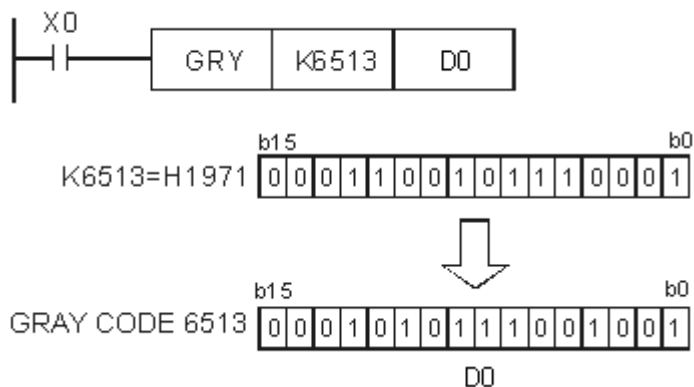 X0
GRY K6513 D0
b15 b0
K6513=H1971 0 0 0 1 1 0 0 1 0 1 1 1 0 0 0 1
b15 b0
GRAY CODE 6513 0 0 0 1 0 1 0 1 1 1 0 0 1 0 0 1
D0